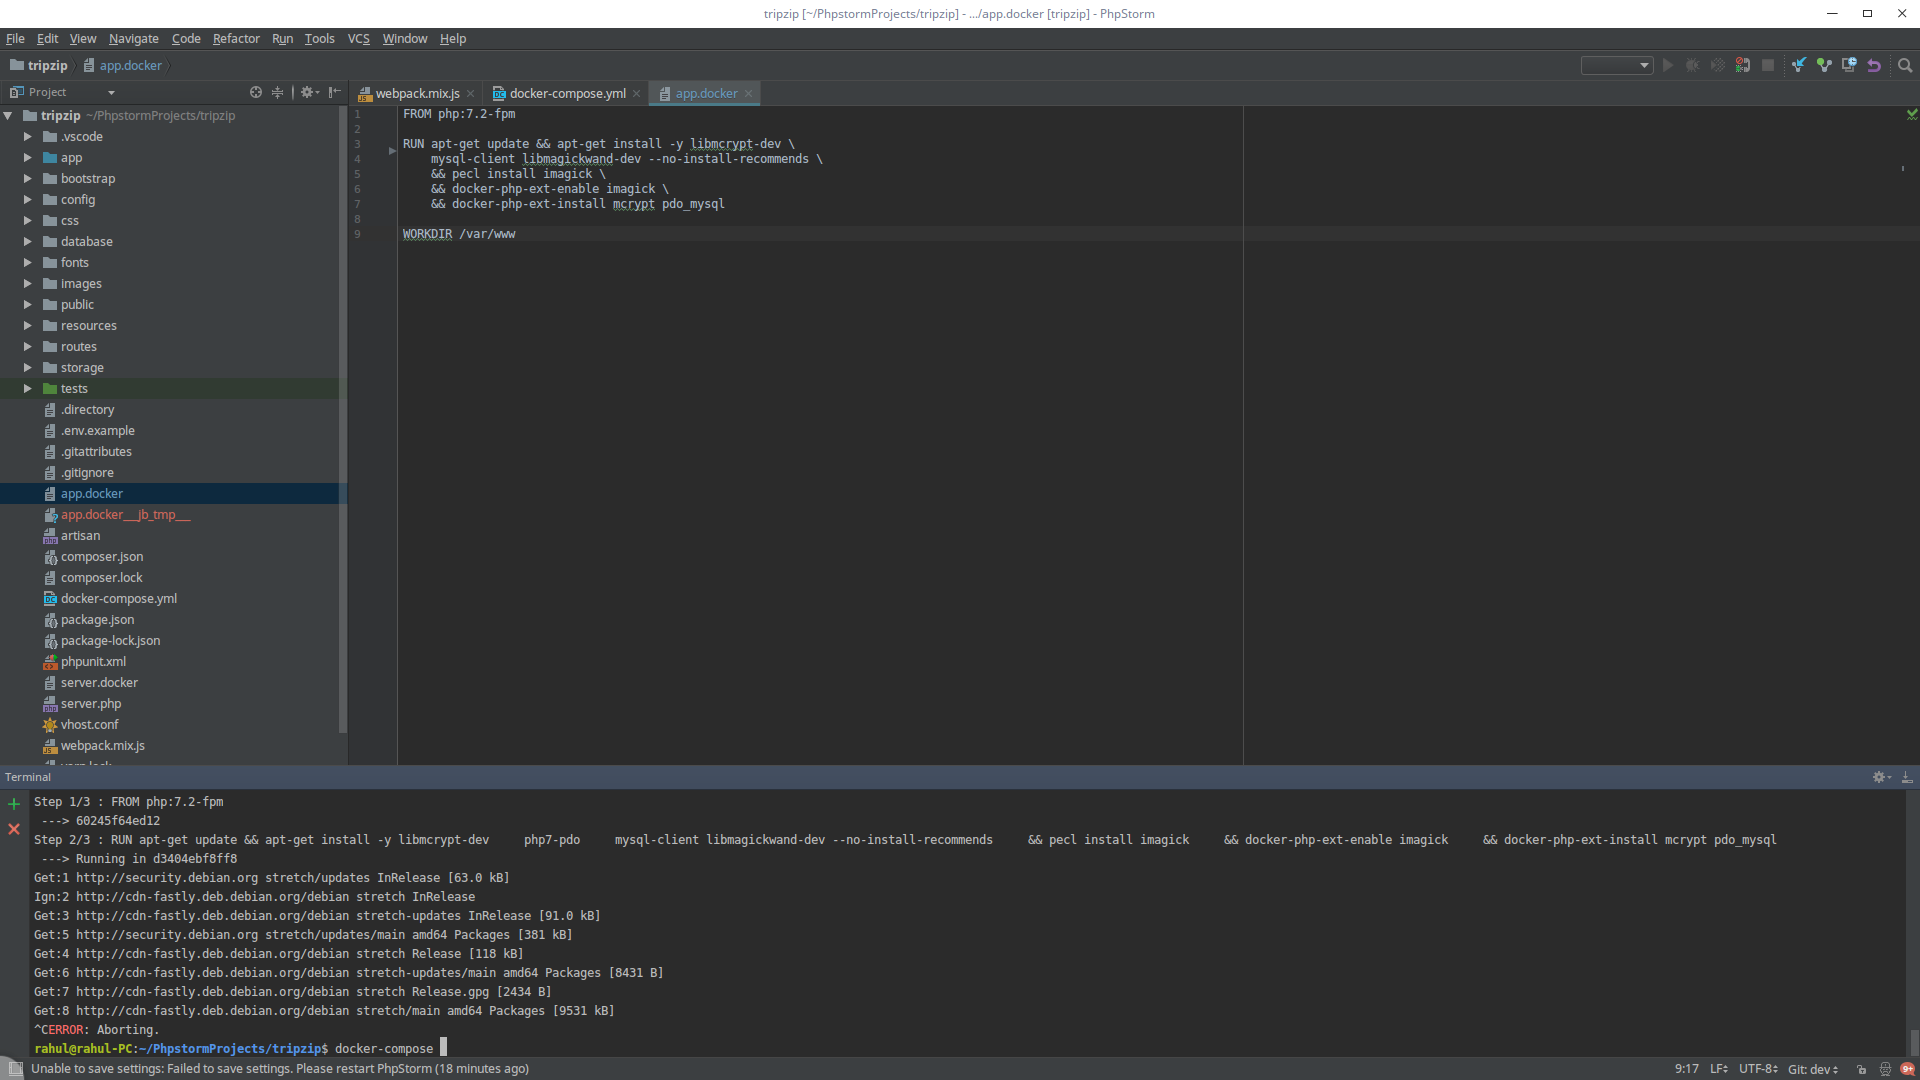 tripzip [~/PhpstormProjects/tripzip] - .../app.docker [tripzip] - PhpStorm
File Edit View Navigate Code Refactor Run Tools VCS Window Help
tripzip app.docker
Project
webpack.mix.js docker-compose.yml app.docker
tripzip ~/PhpstormProjects/tripzip
.vscode
app
bootstrap
config
css
database
fonts
images
public
resources
routes
storage
tests
.directory
.env.example
.gitattributes
.gitignore
app.docker
app.docker___jb_tmp___
artisan
composer.json
composer.lock
docker-compose.yml
package.json
package-lock.json
phpunit.xml
server.docker
server.php
vhost.conf
webpack.mix.js
1 FROM php:7.2-fpm
2
3 RUN apt-get update && apt-get install -y libmcrypt-dev \
4 mysql-client libmagickwand-dev --no-install-recommends \
5 && pecl install imagick \
6 && docker-php-ext-enable imagick \
7 && docker-php-ext-install mcrypt pdo_mysql
8
9 WORKDIR /var/www
Terminal
Step 1/3 : FROM php:7.2-fpm
---> 60245f64ed12
Step 2/3 : RUN apt-get update && apt-get install -y libmcrypt-dev php7-pdo mysql-client libmagickwand-dev --no-install-recommends && pecl install imagick && docker-php-ext-enable imagick && docker-php-ext-install mcrypt pdo_mysql
---> Running in d3404ebf8ff8
Get:1 http://security.debian.org stretch/updates InRelease [63.0 kB]
Ign:2 http://cdn-fastly.deb.debian.org/debian stretch InRelease
Get:3 http://cdn-fastly.deb.debian.org/debian stretch-updates InRelease [91.0 kB]
Get:5 http://security.debian.org stretch/updates/main amd64 Packages [381 kB]
Get:4 http://cdn-fastly.deb.debian.org/debian stretch Release [118 kB]
Get:6 http://cdn-fastly.deb.debian.org/debian stretch-updates/main amd64 Packages [8431 B]
Get:7 http://cdn-fastly.deb.debian.org/debian stretch Release.gpg [2434 B]
Get:8 http://cdn-fastly.deb.debian.org/debian stretch/main amd64 Packages [9531 kB]
^CERROR: Aborting.
rahul@rahul-PC:~/PhpstormProjects/tripzip$ docker-compose
Unable to save settings: Failed to save settings. Please restart PhpStorm (18 minutes ago) 9:17 LF UTF-8 Git: dev 9+